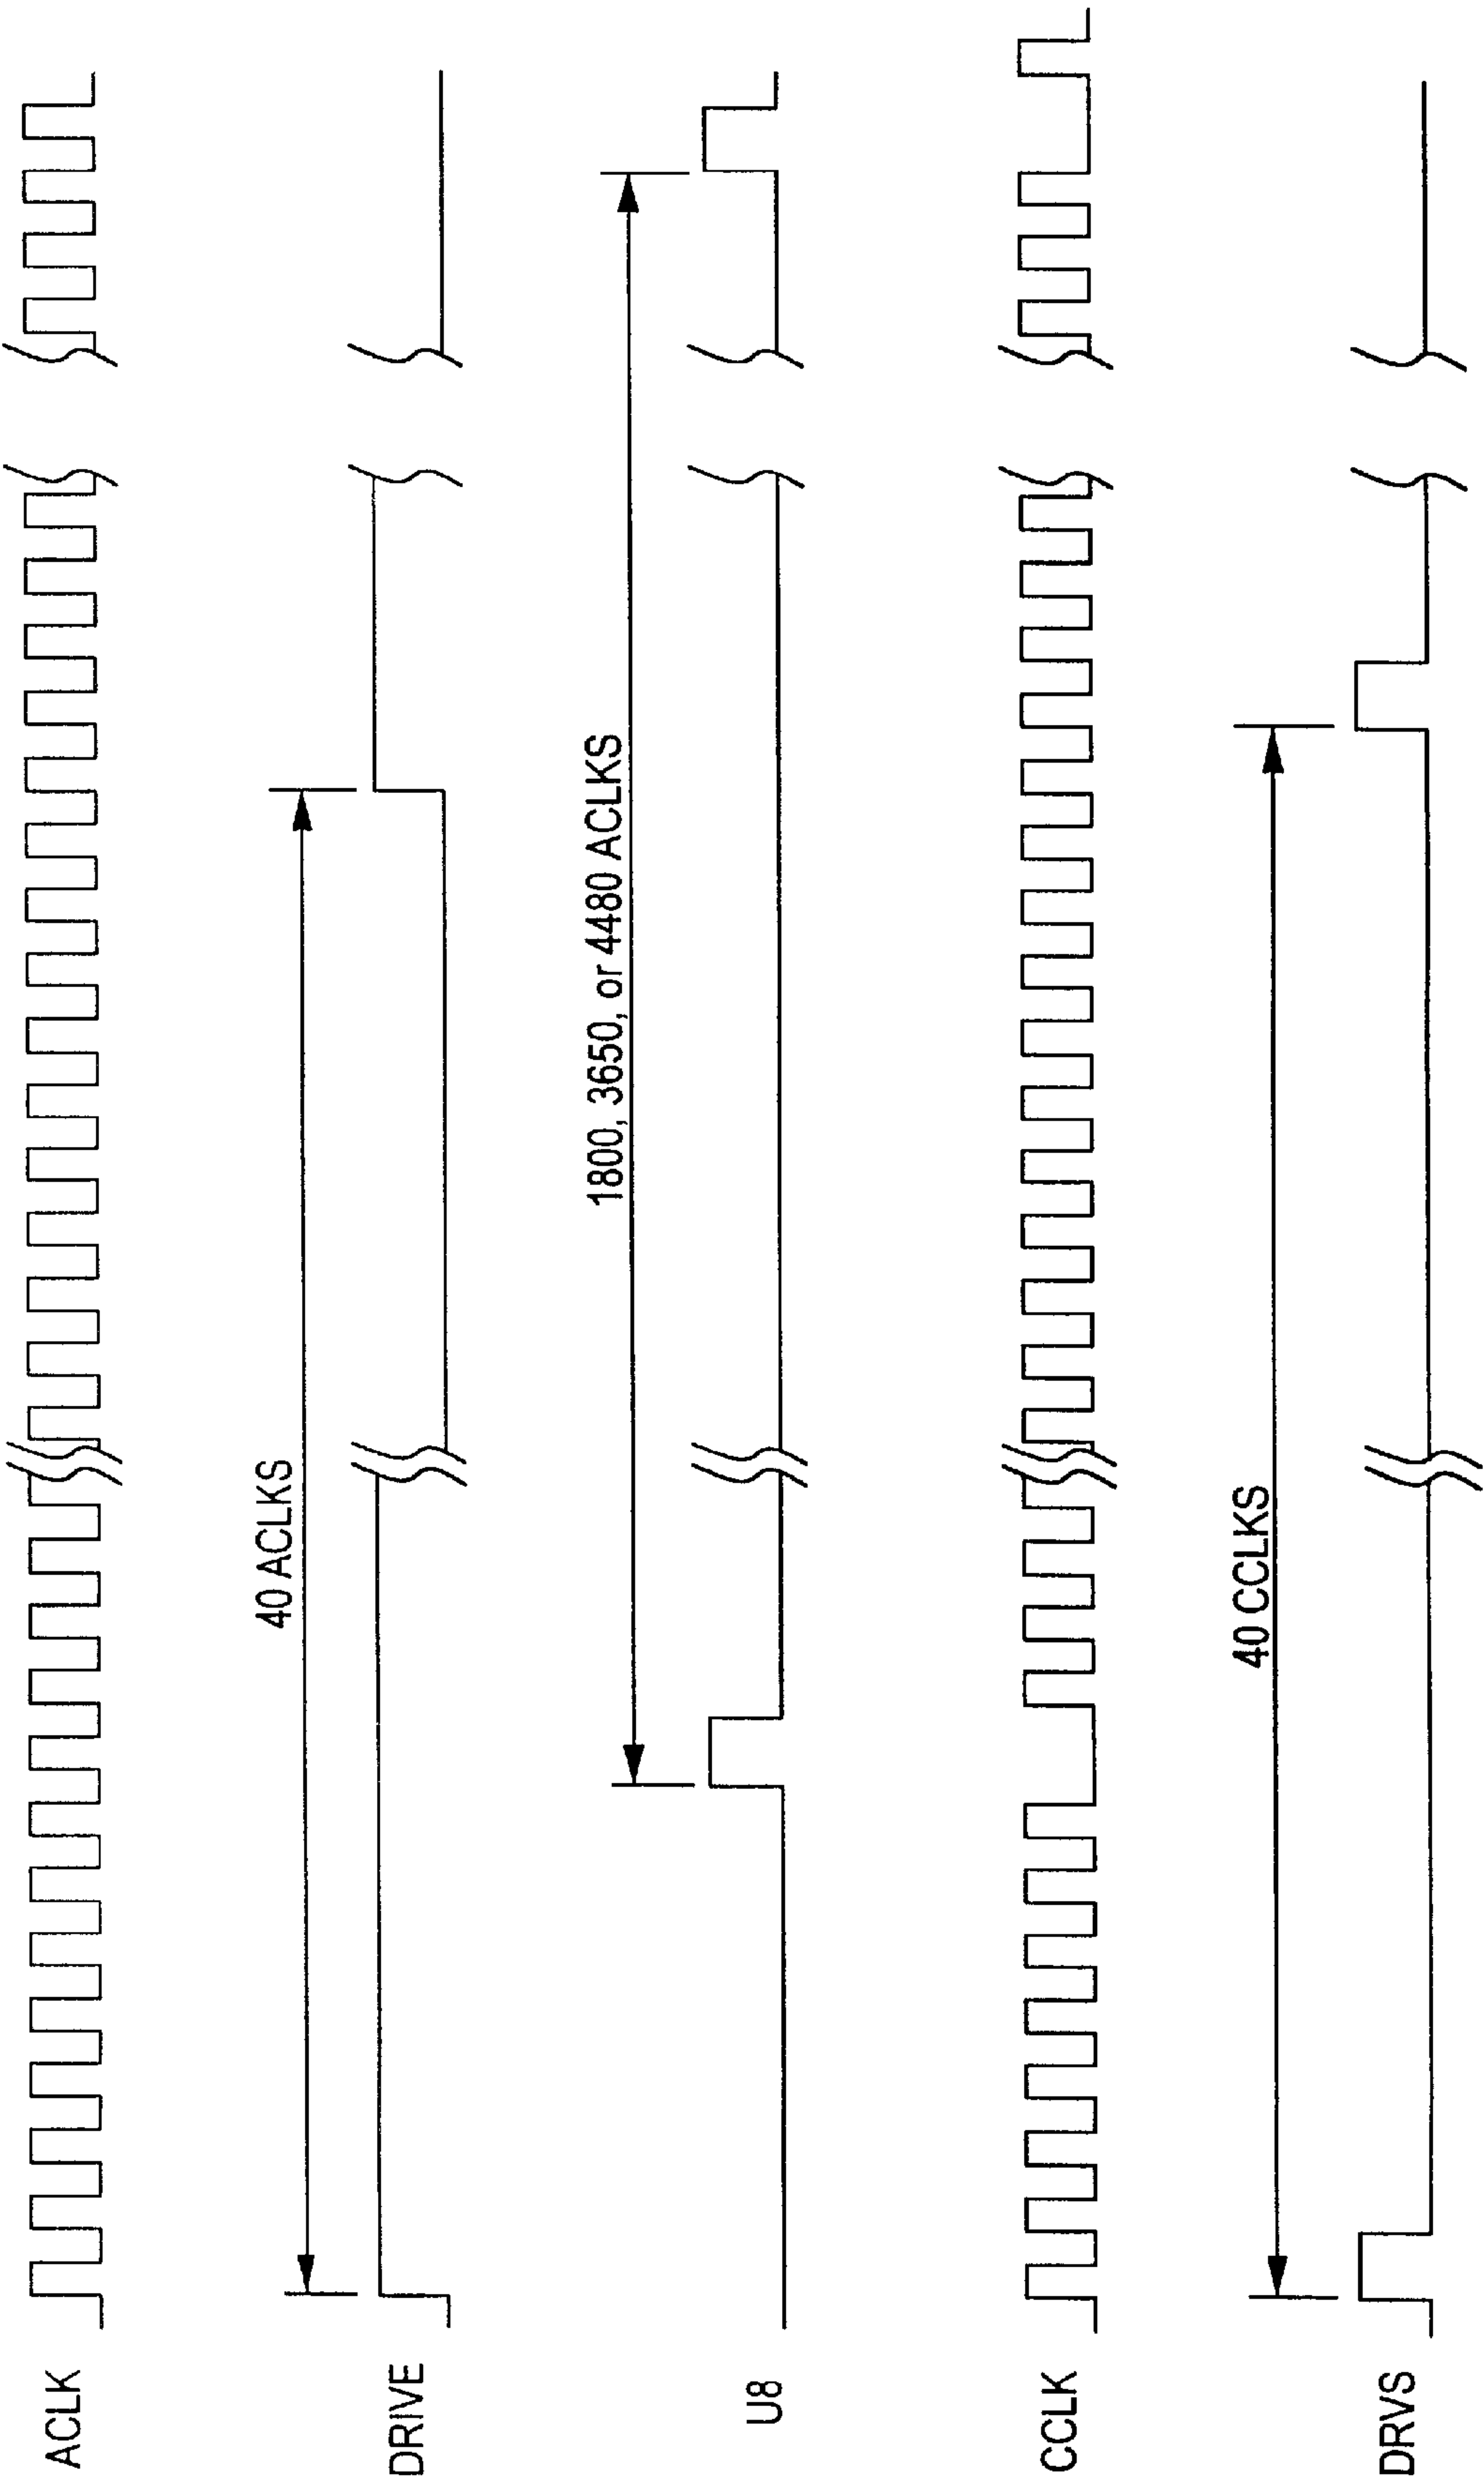 ACLK
40 ACLKS
DRIVE
1800, 3650, or 4480 ACLKS
U8
CCLK
40 CCLKS
DRVS